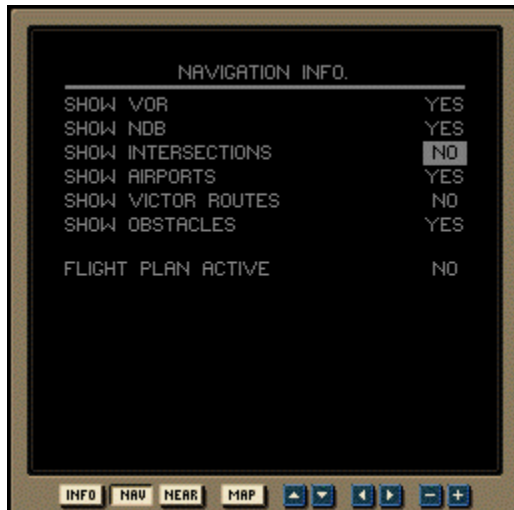 NAVIGATION INFO.
SHOW VOR YES
SHOW NDB YES
SHOW INTERSECTIONS NO
SHOW AIRPORTS YES
SHOW VICTOR ROUTES NO
SHOW OBSTACLES YES
FLIGHT PLAN ACTIVE NO
INFO NAV NEAR MAP - +